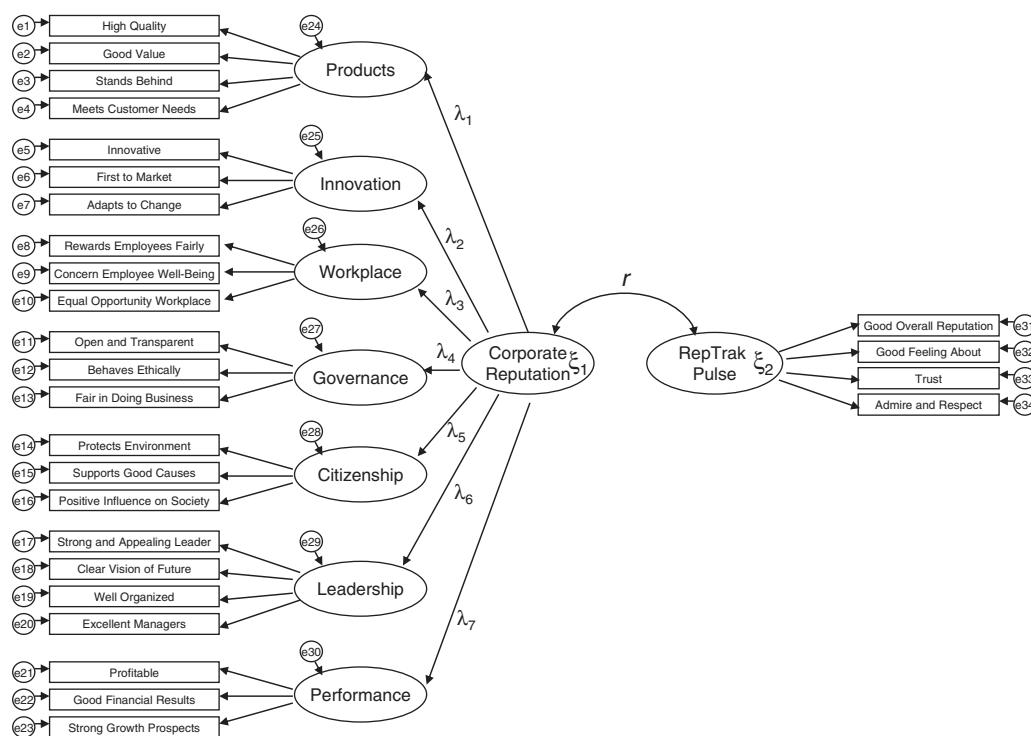 e1 High Quality
e2 Good Value
e3 Stands Behind
e4 Meets Customer Needs
e24
Products
e5 Innovative
e6 First to Market
e7 Adapts to Change
e25
Innovation
e8 Rewards Employees Fairly
e9 Concern Employee Well-Being
e10 Equal Opportunity Workplace
e26
Workplace
e11 Open and Transparent
e12 Behaves Ethically
e13 Fair in Doing Business
e27
Governance
e14 Protects Environment
e15 Supports Good Causes
e16 Positive Influence on Society
e28
Citizenship
e17 Strong and Appealing Leader
e18 Clear Vision of Future
e19 Well Organized
e20 Excellent Managers
e29
Leadership
e21 Profitable
e22 Good Financial Results
e23 Strong Growth Prospects
e30
Performance
λ1
λ2
λ3
λ4
λ5
λ6
λ7
Corporate
Reputation ξ1
r
RepTrak
Pulse ξ2
Good Overall Reputation e31
Good Feeling About e32
Trust e33
Admire and Respect e34